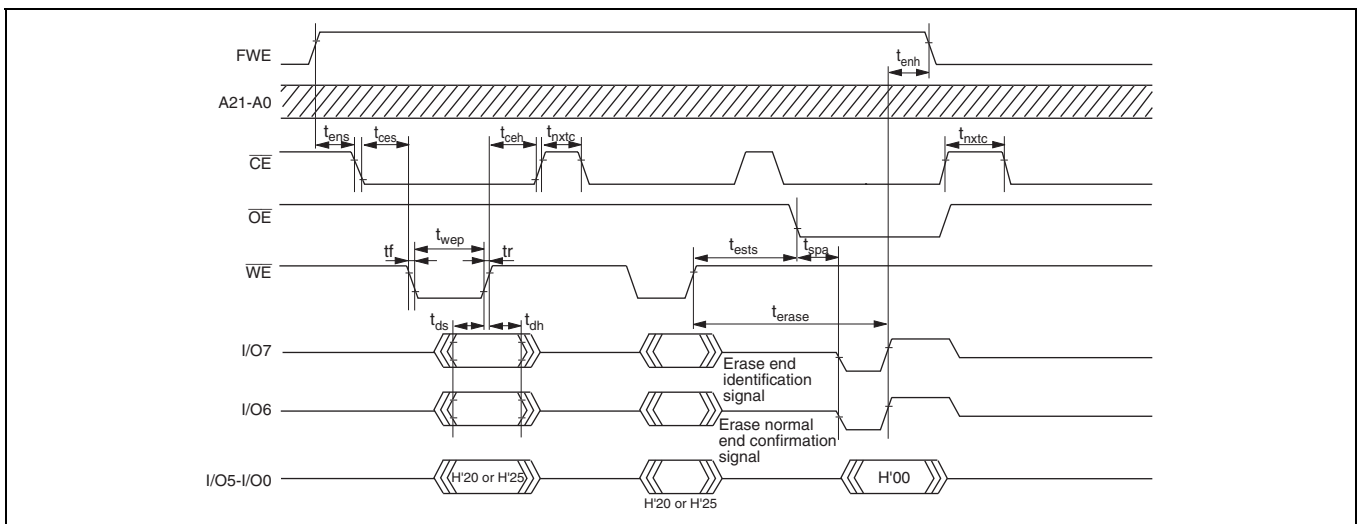 FWE
tenh
A21-A0
tens tces tceh tnxtc tnxtc
CE
OE
twep tests tspa
tf tr
WE
terase
tds tdh
I/O7
Erase end
identification
signal
I/O6
Erase normal
end confirmation
signal
I/O5-I/O0 H'20 or H'25 H'00
H'20 or H'25